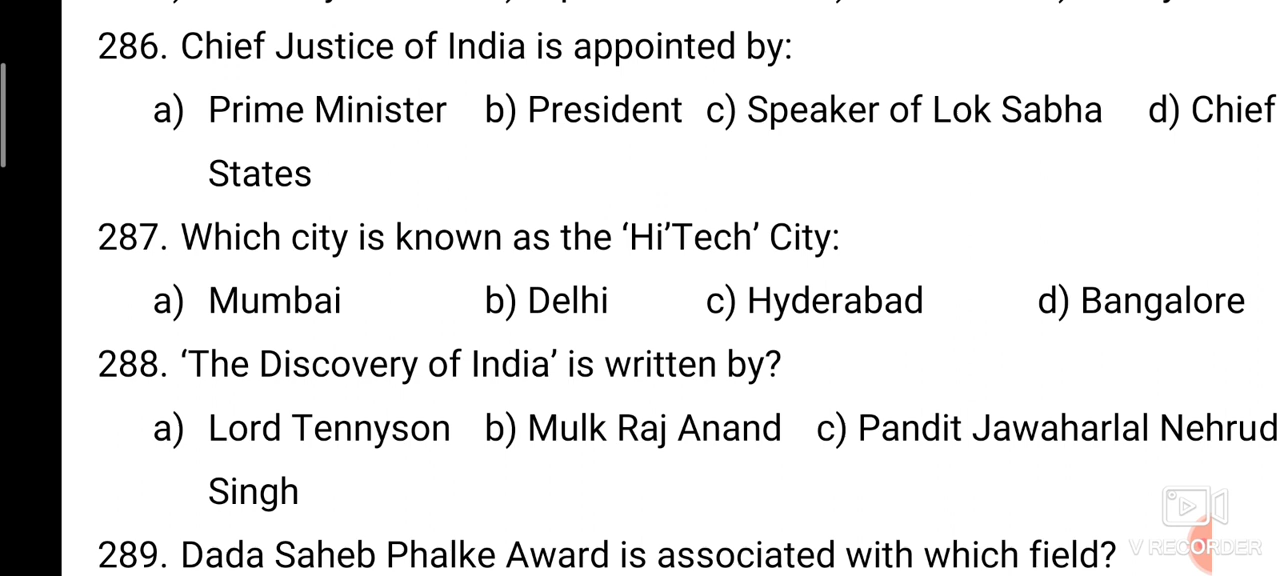 286. Chief Justice of India is appointed by:
a) Prime Minister b) President c) Speaker of Lok Sabha d) Chief
States
287. Which city is known as the ‘Hi’Tech’ City:
a) Mumbai b) Delhi c) Hyderabad d) Bangalore
288. ‘The Discovery of India’ is written by?
a) Lord Tennyson b) Mulk Raj Anand c) Pandit Jawaharlal Nehrud
Singh
289. Dada Saheb Phalke Award is associated with which field?
V RECORDER